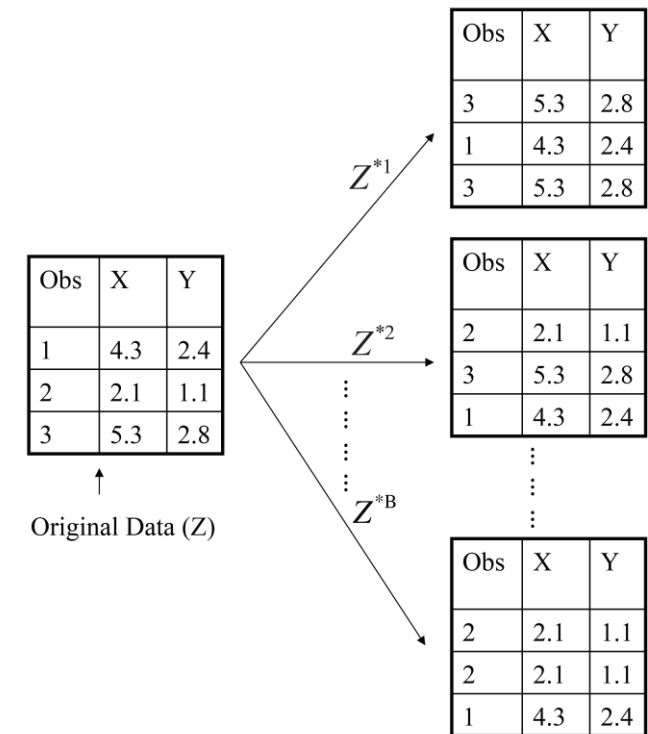 Obs X Y
1 4.3 2.4
2 2.1 1.1
3 5.3 2.8
Original Data (Z)
Z*1
Obs X Y
3 5.3 2.8
1 4.3 2.4
3 5.3 2.8
Z*2
Obs X Y
2 2.1 1.1
3 5.3 2.8
1 4.3 2.4
Z*B
Obs X Y
2 2.1 1.1
2 2.1 1.1
1 4.3 2.4